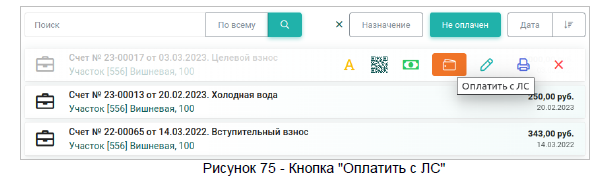 Поиск По всему × Назначение Не оплачен Дата
Счет № 23-00017 от 03.03.2023. Целевой взнос
Участок [556] Вишневая, 100
A
Оплатить с ЛС
Счет № 23-00013 от 20.02.2023. Холодная вода
250,00 руб.
Участок [556] Вишневая, 100
20.02.2023
Счет № 22-00065 от 14.03.2022. Вступительный взнос
343,00 руб.
Участок [556] Вишневая, 100
14.03.2022
Рисунок 75 - Кнопка "Оплатить с ЛС"